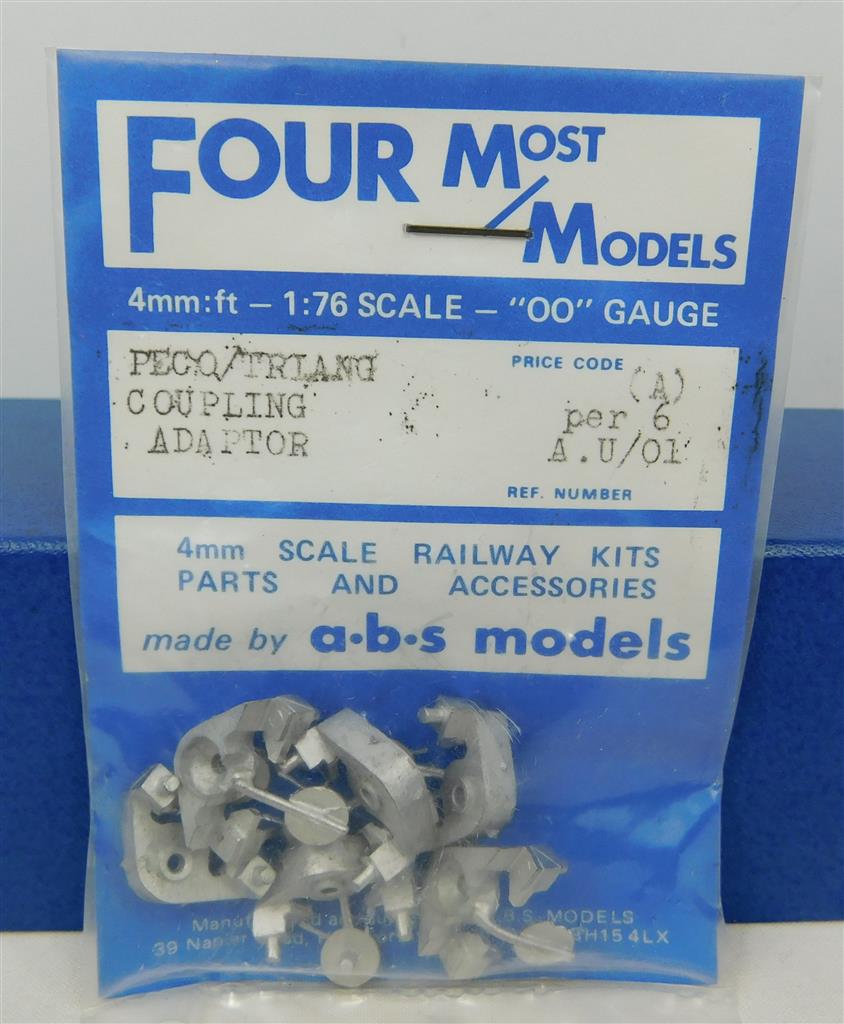 FOUR MOST
MODELS
4mm:ft — 1:76 SCALE — "OO" GAUGE
PECO/TRIANG
COUPLING
ADAPTOR
PRICE CODE (A)
per 6
A.U/01
REF. NUMBER
4mm SCALE RAILWAY KITS
PARTS AND ACCESSORIES
made by a·b·s models
MODELS
39 BH15 4LX